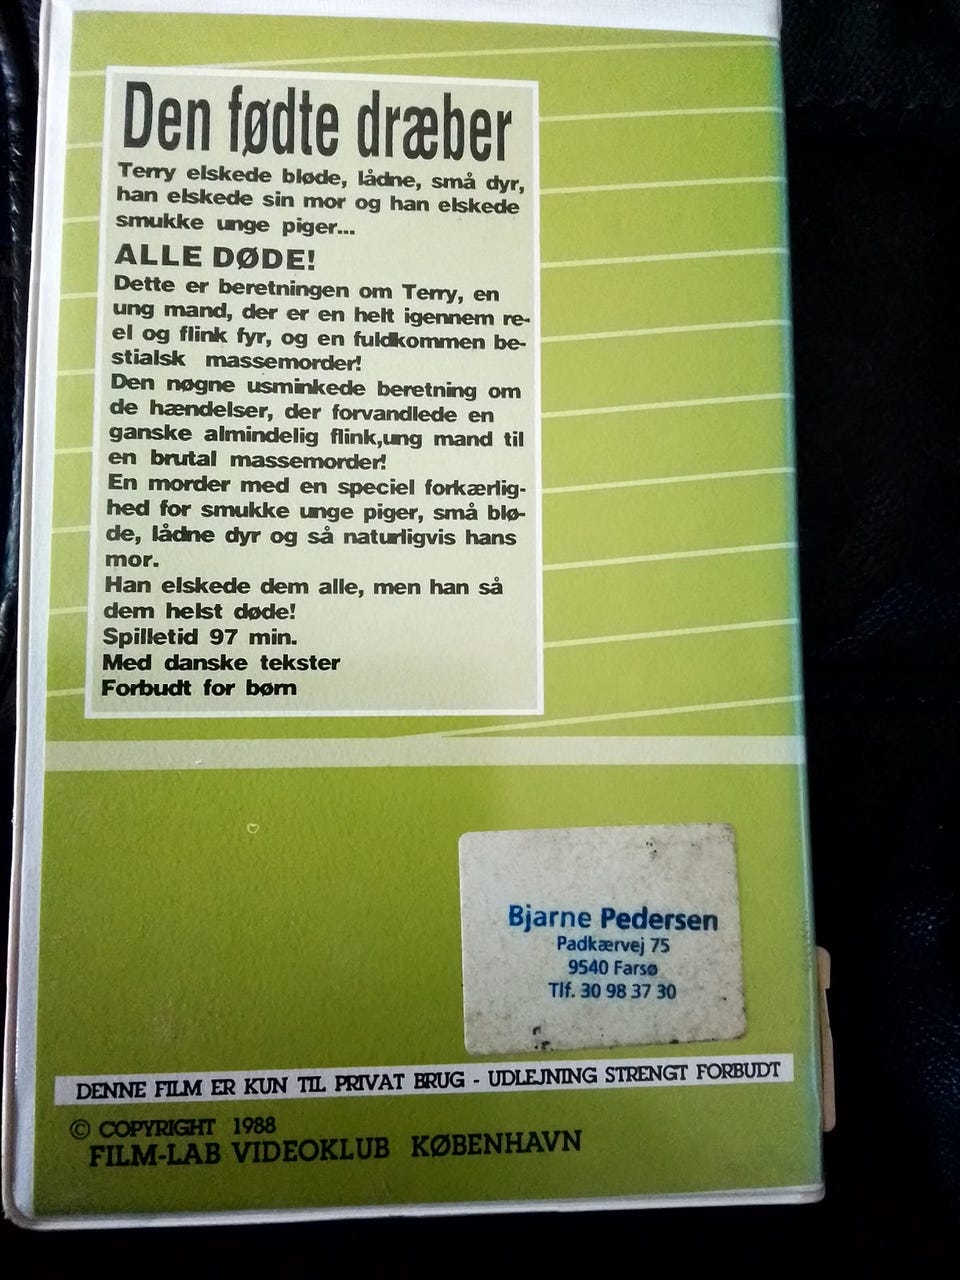 Den fødte dræber
Terry elskede bløde, lådne, små dyr,
han elskede sin mor og han elskede
smukke unge piger...
ALLE DØDE!
Dette er beretningen om Terry, en
ung mand, der er en helt igennem re-
el og flink fyr, og en fuldkommen be-
stialsk massemorder!
Den nøgne usminkede beretning om
de hændelser, der forvandlede en
ganske almindelig flink,ung mand til
en brutal massemorder!
En morder med en speciel forkærlig-
hed for smukke unge piger, små blø-
de, lådne dyr og så naturligvis hans
mor.
Han elskede dem alle, men han så
dem helst døde!
Spilletid 97 min.
Med danske tekster
Forbudt for børn
Bjarne Pedersen
Padkærvej 75
9540 Farsø
Tlf. 30 98 37 30
DENNE FILM ER KUN TIL PRIVAT BRUG - UDLEJNING STRENGT FORBUDT
© COPYRIGHT 1988
FILM-LAB VIDEOKLUB KØBENHAVN